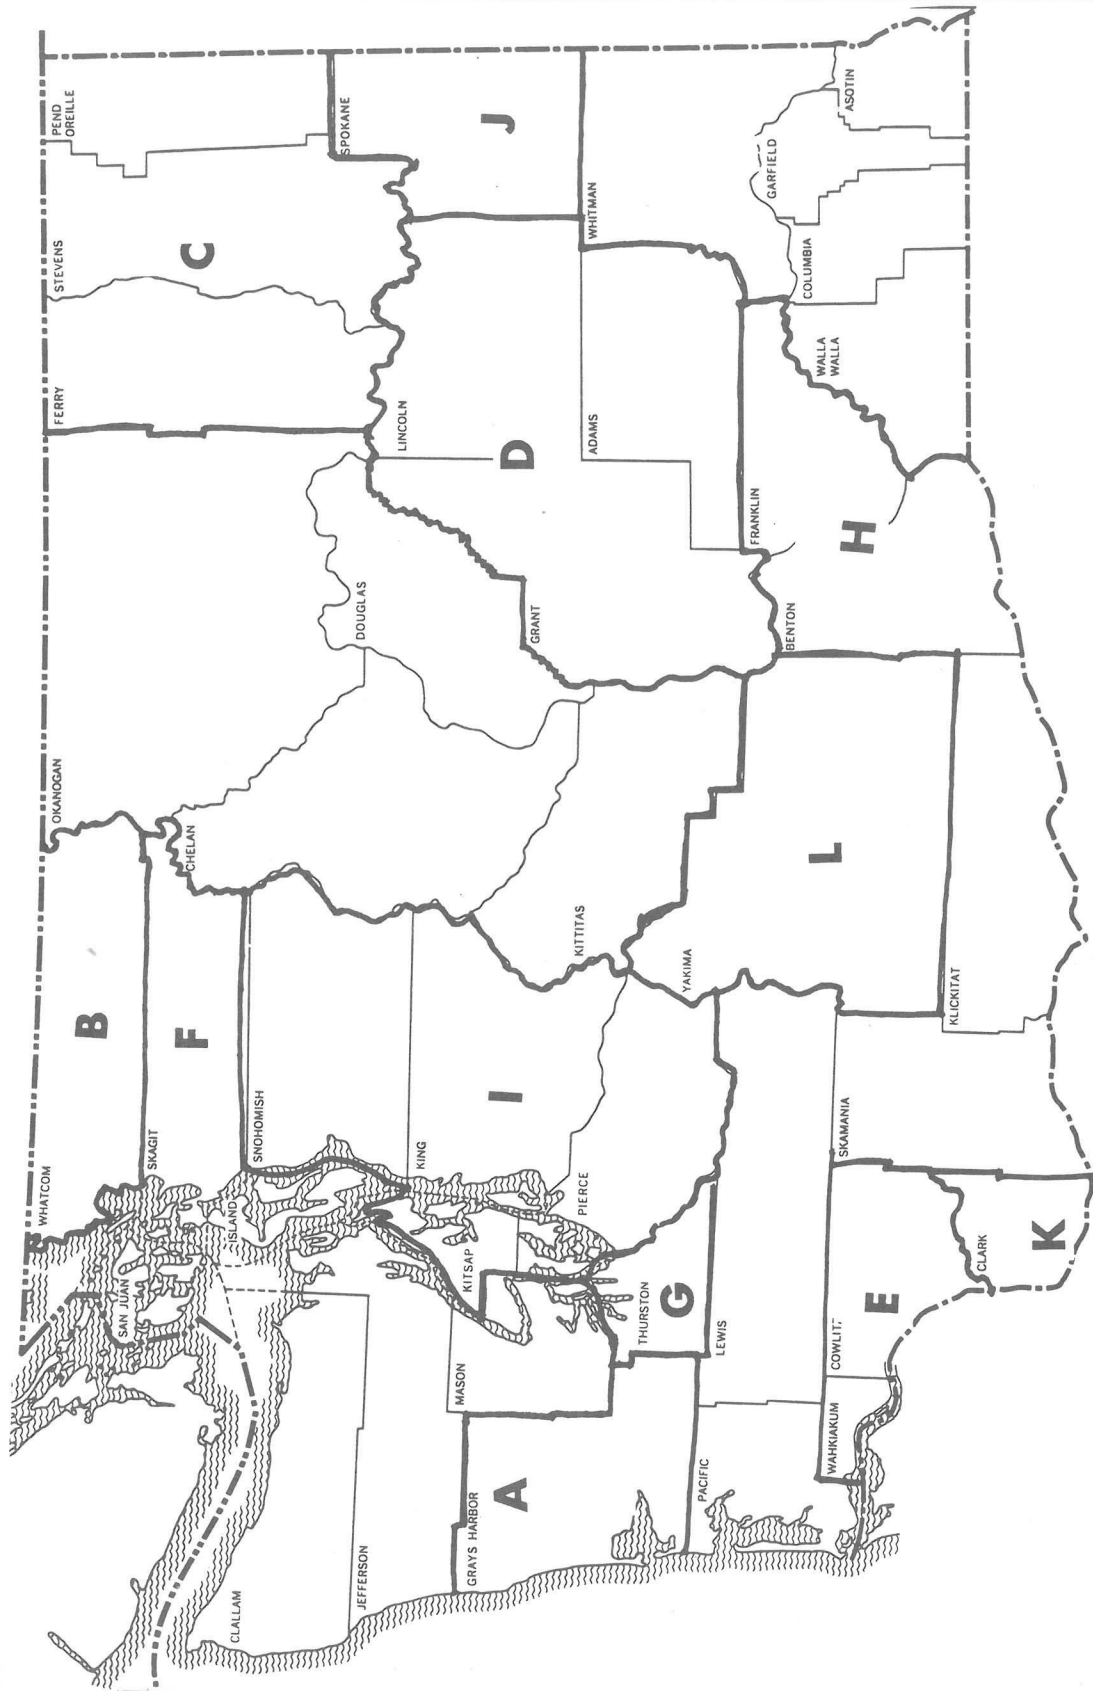 WHATCOM
OKANOGAN
FERRY
STEVENS
PEND
OREILLE
B
SAN JUAN
SKAGIT
F
CHELAN
C
ISLAND
SNOHOMISH
CLALLAM
DOUGLAS
SPOKANE
JEFFERSON
KING
LINCOLN
J
MASON
KITSAP
GRAYS HARBOR
A
I
D
GRANT
PIERCE
KITTITAS
ADAMS
WHITMAN
THURSTON
G
YAKIMA
PACIFIC
LEWIS
FRANKLIN
BENTON
GARFIELD
COLUMBIA
L
H
WALLA
WALLA
ASOTIN
WAHKIAKUM
COWLITZ
SKAMANIA
E
KLICKITAT
CLARK
K